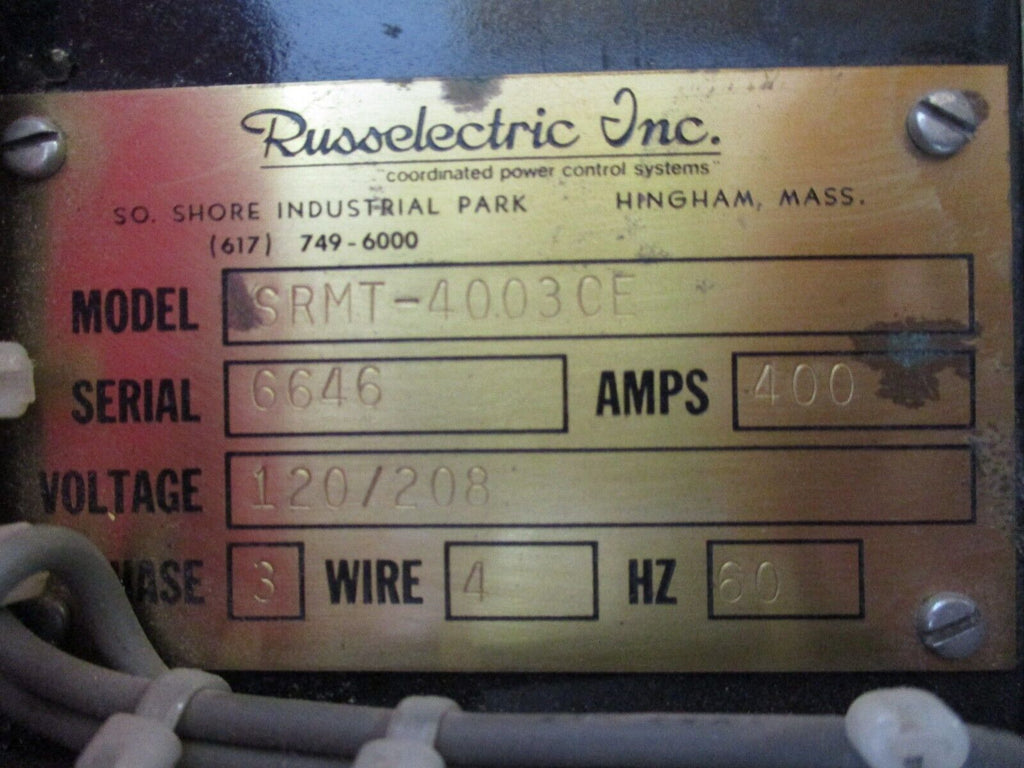 Russelectric Inc.
"coordinated power control systems"
SO. SHORE INDUSTRIAL PARK HINGHAM, MASS.
(617) 749-6000
MODEL SRMT-4003CE
SERIAL 6646 AMPS 400
VOLTAGE 120/208
HASE 3 WIRE 4 HZ 60